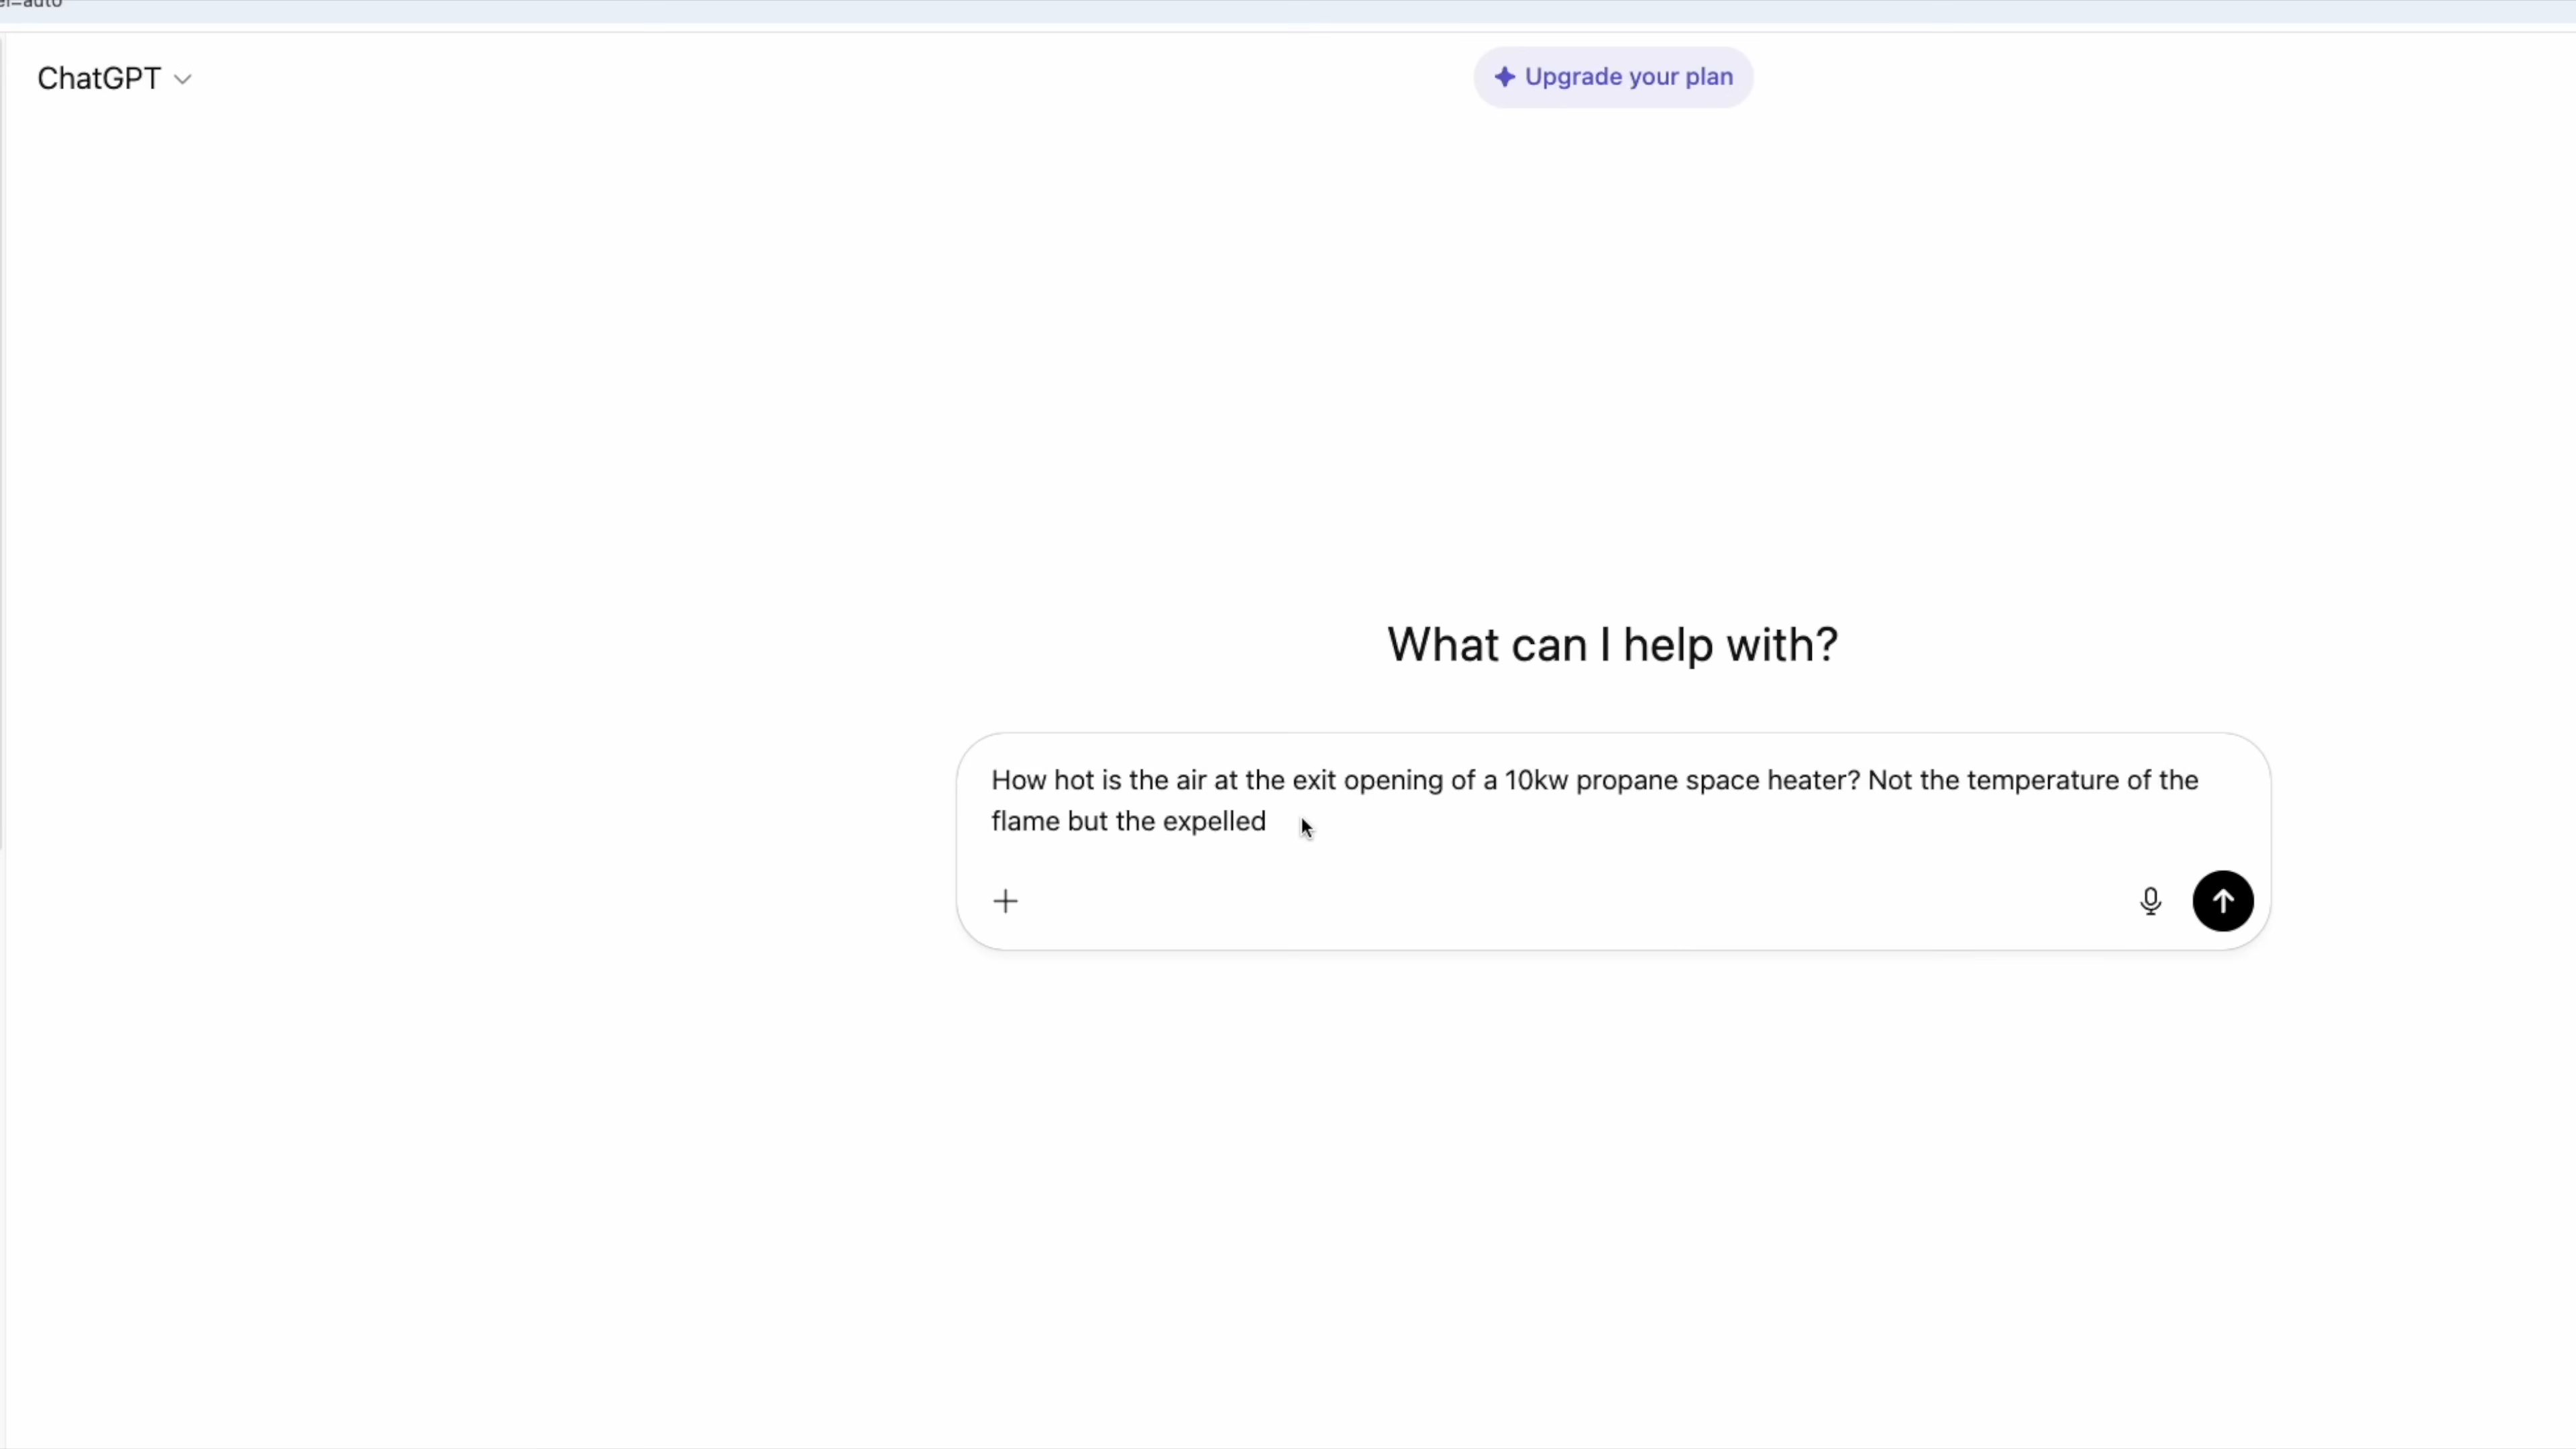 ChatGPT
Upgrade your plan
What can I help with?
How hot is the air at the exit opening of a 10kw propane space heater? Not the temperature of the
flame but the expelled